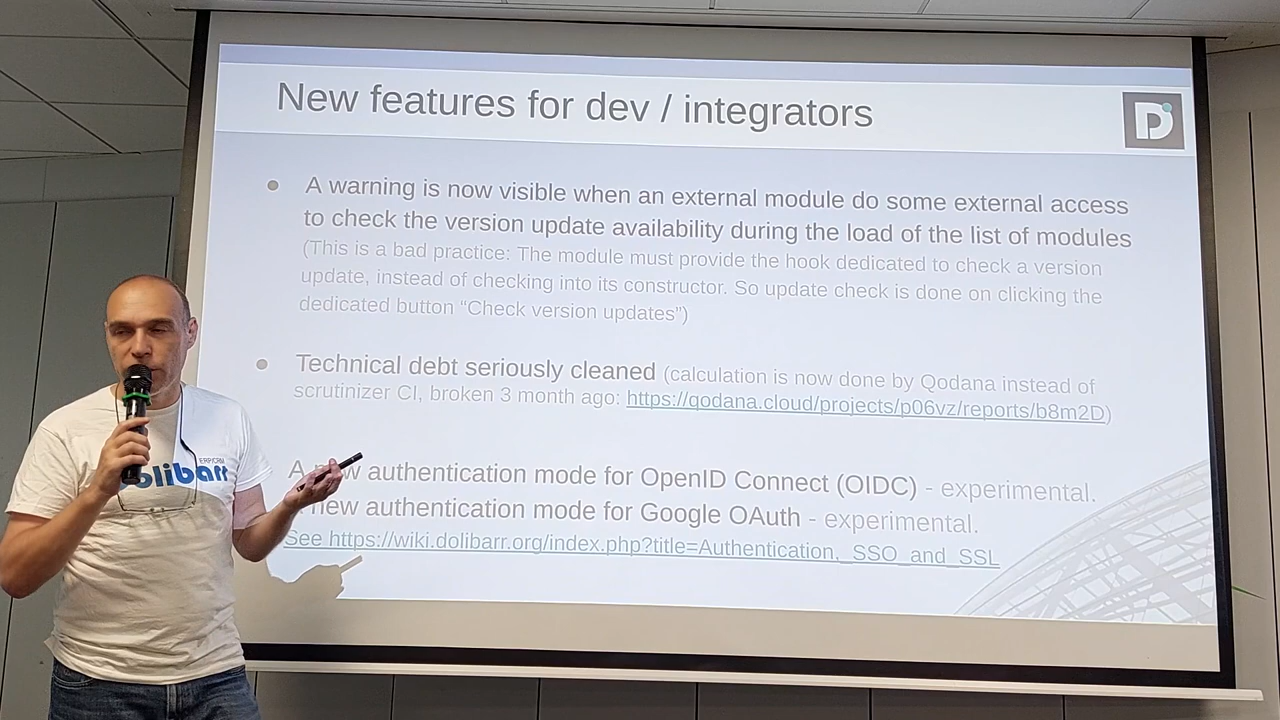 New features for dev / integrators
D
A warning is now visible when an external module do some external access
to check the version update availability during the load of the list of modules
(This is a bad practice: The module must provide the hook dedicated to check a version
update, instead of checking into its constructor. So update check is done on clicking the
dedicated button “Check version updates”)
Technical debt seriously cleaned (calculation is now done by Qodana instead of
scrutinizer CI, broken 3 month ago: https://qodana.cloud/projects/p06vz/reports/b8m2D)
A new authentication mode for OpenID Connect (OIDC) - experimental.
new authentication mode for Google OAuth - experimental.
See https://wiki.dolibarr.org/index.php?title=Authentication,_SSO_and_SSL
ERP/CRM
olibarr